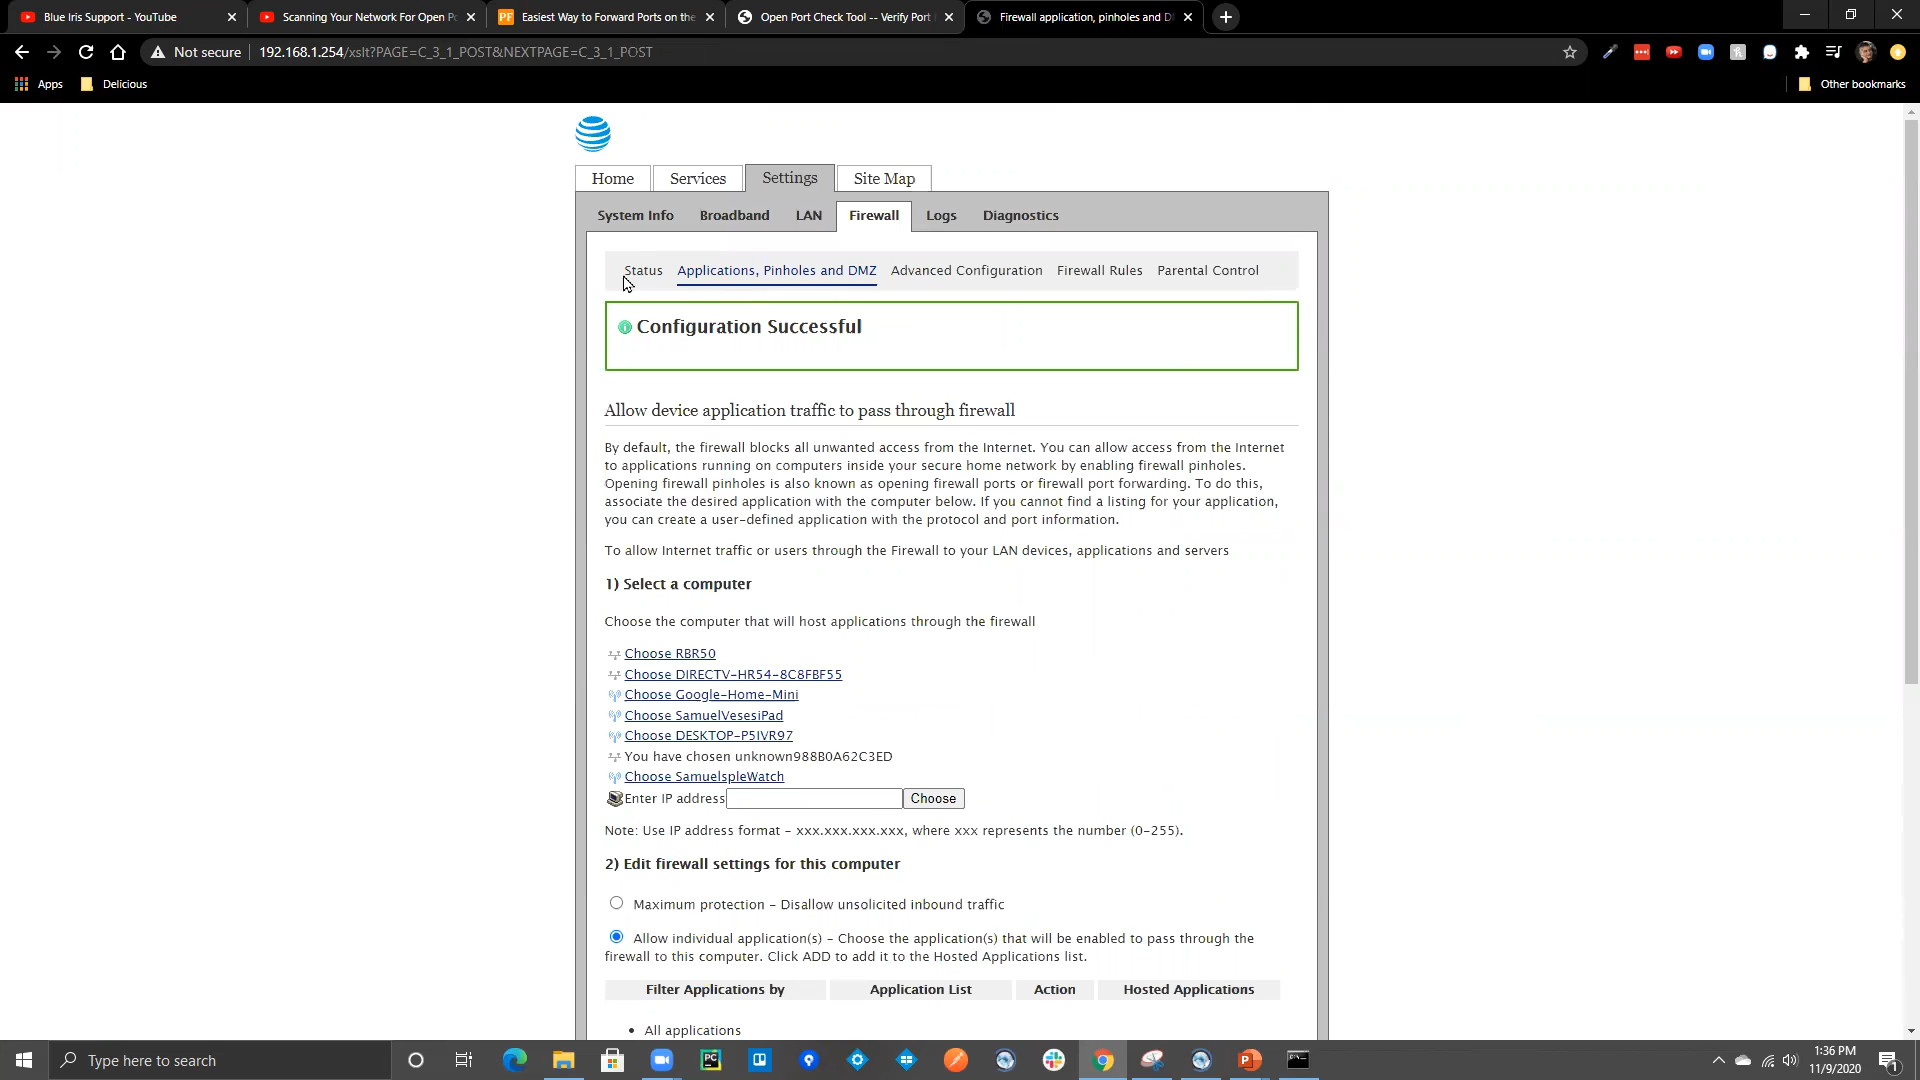 Blue Iris Support - YouTube
Scanning Your Network For Open Po
Easiest Way to Forward Ports on the
Open Port Check Tool -- Verify Port
Firewall application, pinholes and D
Not secure
192.168.1.254/xslt?PAGE=C_3_1_POST&NEXTPAGE=C_3_1_POST
Apps
Delicious
Other bookmarks
Home
Services
Settings
Site Map
System Info
Broadband
LAN
Firewall
Logs
Diagnostics
Status
Applications, Pinholes and DMZ
Advanced Configuration
Firewall Rules
Parental Control
Configuration Successful
Allow device application traffic to pass through firewall
By default, the firewall blocks all unwanted access from the Internet. You can allow access from the Internet
to applications running on computers inside your secure home network by enabling firewall pinholes.
Opening firewall pinholes is also known as opening firewall ports or firewall port forwarding. To do this,
associate the desired application with the computer below. If you cannot find a listing for your application,
you can create a user-defined application with the protocol and port information.
To allow Internet traffic or users through the Firewall to your LAN devices, applications and servers
1) Select a computer
Choose the computer that will host applications through the firewall
Choose RBR50
Choose DIRECTV-HR54-8C8FBF55
Choose Google-Home-Mini
Choose SamuelVesesiPad
Choose DESKTOP-P5IVR97
You have chosen unknown988B0A62C3ED
Choose SamuelspleWatch
Enter IP address
Choose
Note: Use IP address format - xxx.xxx.xxx.xxx, where xxx represents the number (0-255).
2) Edit firewall settings for this computer
Maximum protection - Disallow unsolicited inbound traffic
Allow individual application(s) - Choose the application(s) that will be enabled to pass through the
firewall to this computer. Click ADD to add it to the Hosted Applications list.
Filter Applications by
Application List
Action
Hosted Applications
• All applications
Type here to search
PC
1:36 PM
11/9/2020
1